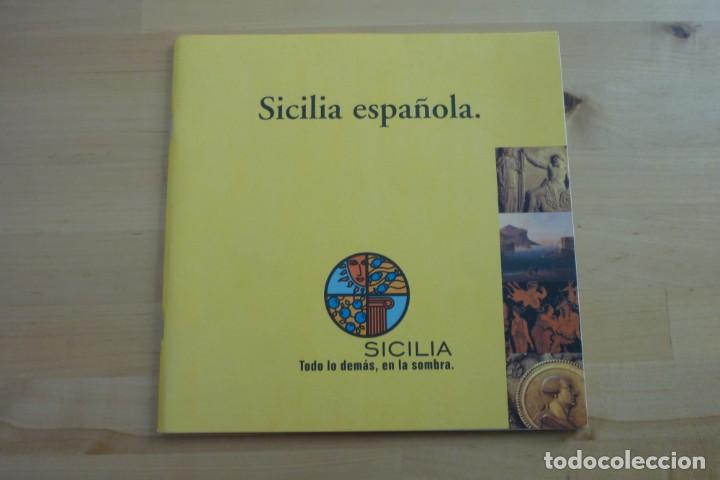 Sicilia española.
SICILIA
Todo lo demás, en la sombra.
todocoleccion